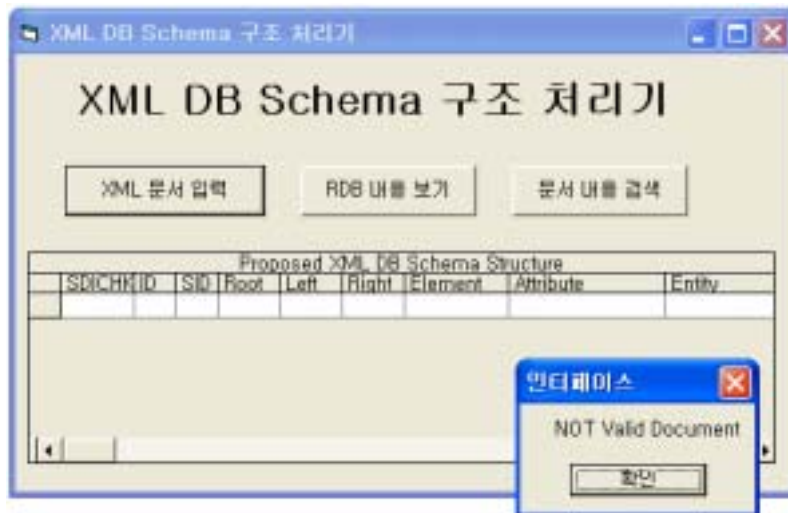 XML DB Schema 구조 처리기
XML DB Schema 구조 처리기
XML 문서 입력
RDB 내용 보기
문서 내용 검색
Proposed XML DB Schema Structure
SDICHK ID SID Root Left Right Element Attribute Entity
인터페이스
NOT Valid Document
확인